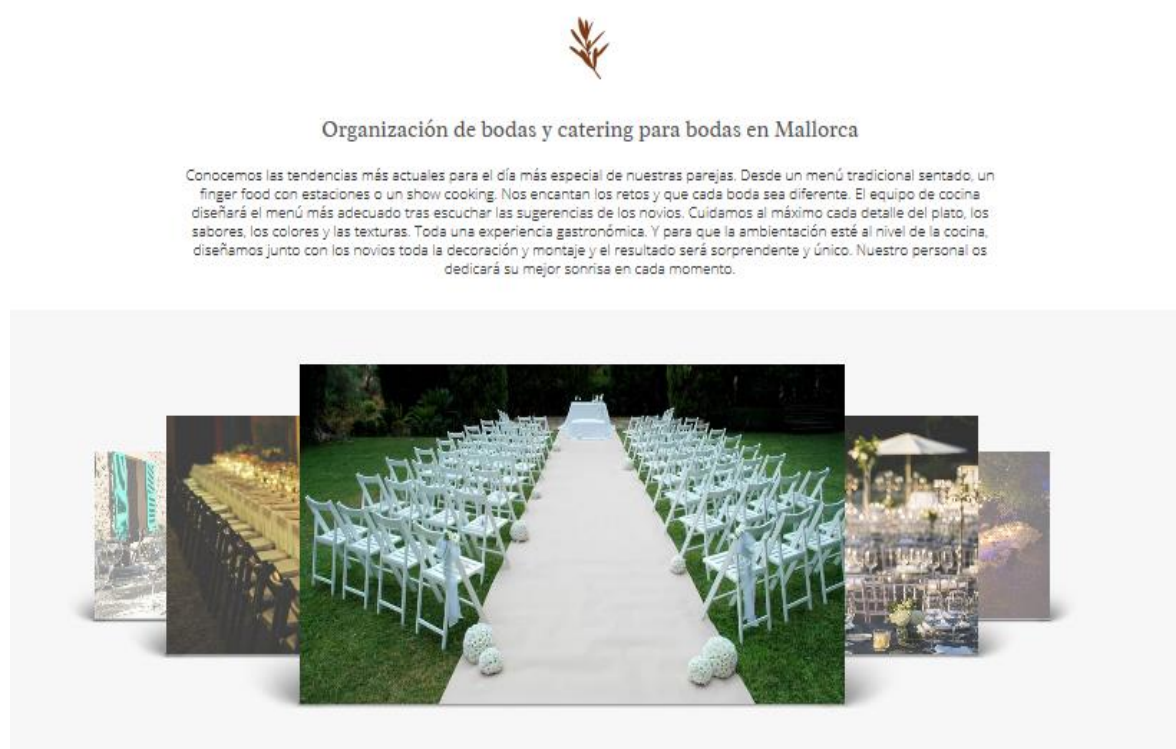 Organización de bodas y catering para bodas en Mallorca
Conocemos las tendencias más actuales para el día más especial de nuestras parejas. Desde un menú tradicional sentado, un
finger food con estaciones o un show cooking. Nos encantan los retos y que cada boda sea diferente. El equipo de cocina
diseñará el menú más adecuado tras escuchar las sugerencias de los novios. Cuidamos al máximo cada detalle del plato, los
sabores, los colores y las texturas. Toda una experiencia gastronómica. Y para que la ambientación esté al nivel de la cocina,
diseñamos junto con los novios toda la decoración y montaje y el resultado será sorprendente y único. Nuestro personal os
dedicará su mejor sonrisa en cada momento.